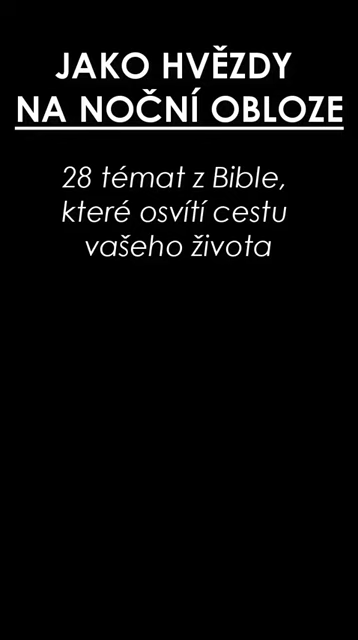 JAKO HVĚZDY
NA NOČNÍ OBLOZE
28 témat z Bible,
které osvítí cestu
vašeho života